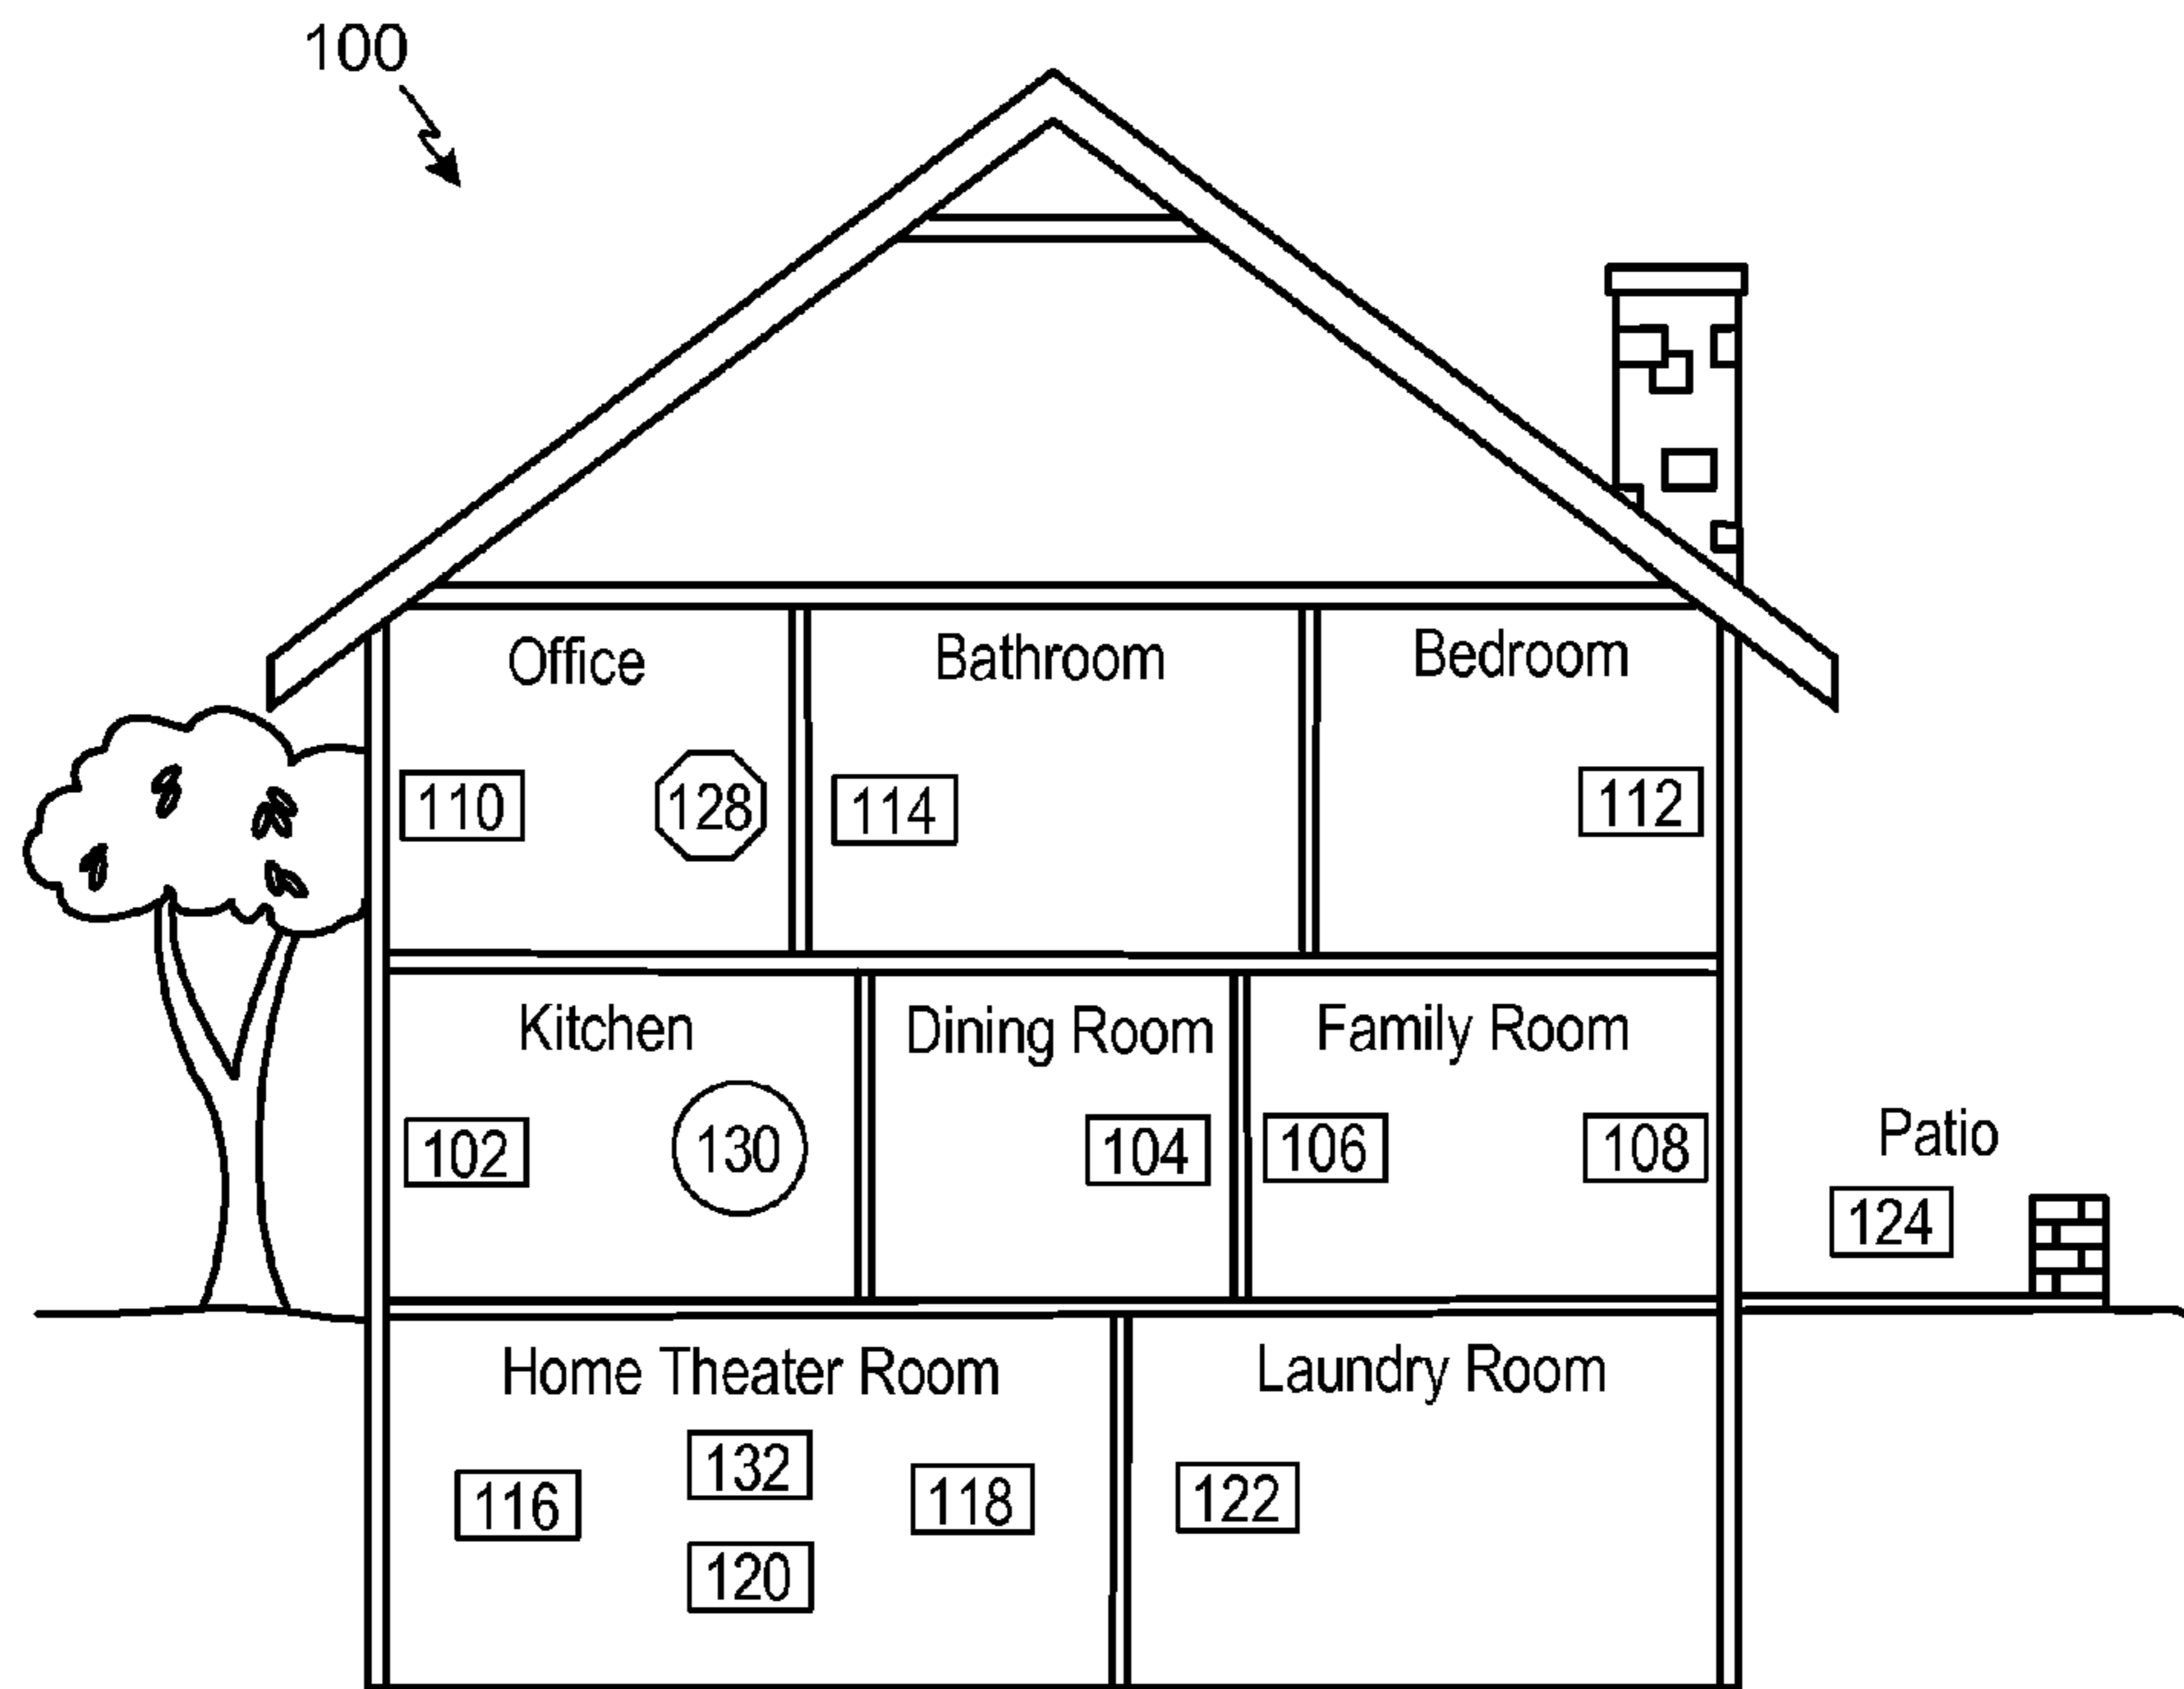 100
Office
Bathroom
Bedroom
110
128
114
112
Kitchen
Dining Room
Family Room
102
130
104
106
108
Patio
124
Home Theater Room
Laundry Room
132
116
118
122
120